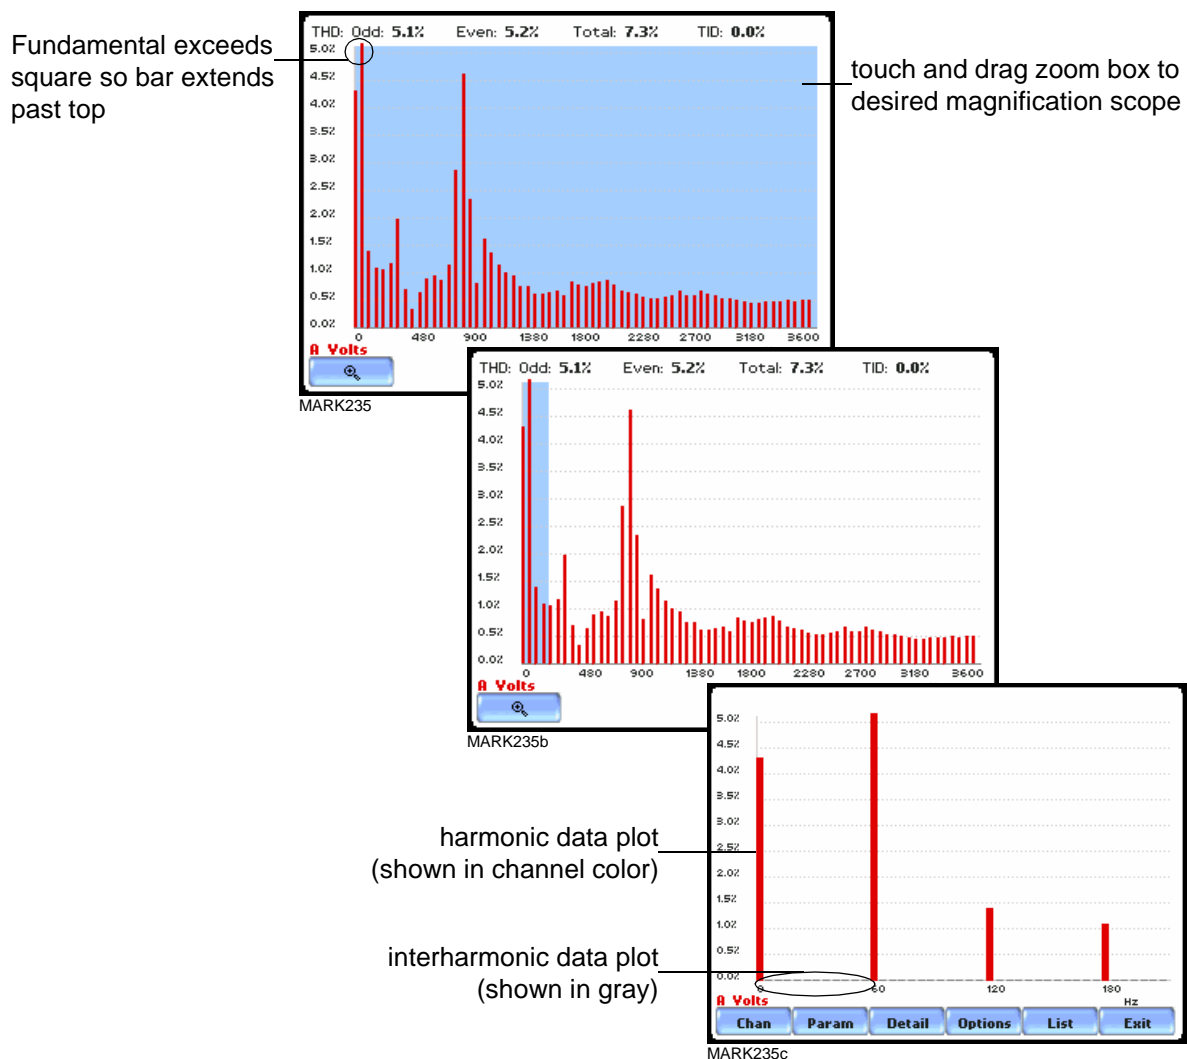 Fundamental exceeds
square so bar extends
past top
touch and drag zoom box to
desired magnification scope
THD: Odd: 5.1% Even: 5.2% Total: 7.3% TID: 0.0%
5.0%
4.5%
4.0%
3.5%
3.0%
2.5%
2.0%
1.5%
1.0%
0.5%
0.0%
0 480 900 1380 1800 2280 2700 3180 3600
A Volts
MARK235
THD: Odd: 5.1% Even: 5.2% Total: 7.3% TID: 0.0%
5.0%
4.5%
4.0%
3.5%
3.0%
2.5%
2.0%
1.5%
1.0%
0.5%
0.0%
0 480 900 1380 1800 2280 2700 3180 3600
A Volts
MARK235b
harmonic data plot
(shown in channel color)
interharmonic data plot
(shown in gray)
5.0%
4.5%
4.0%
3.5%
3.0%
2.5%
2.0%
1.5%
1.0%
0.5%
0.0%
0 60 120 180
A Volts Hz
Chan Param Detail Options List Exit
MARK235c